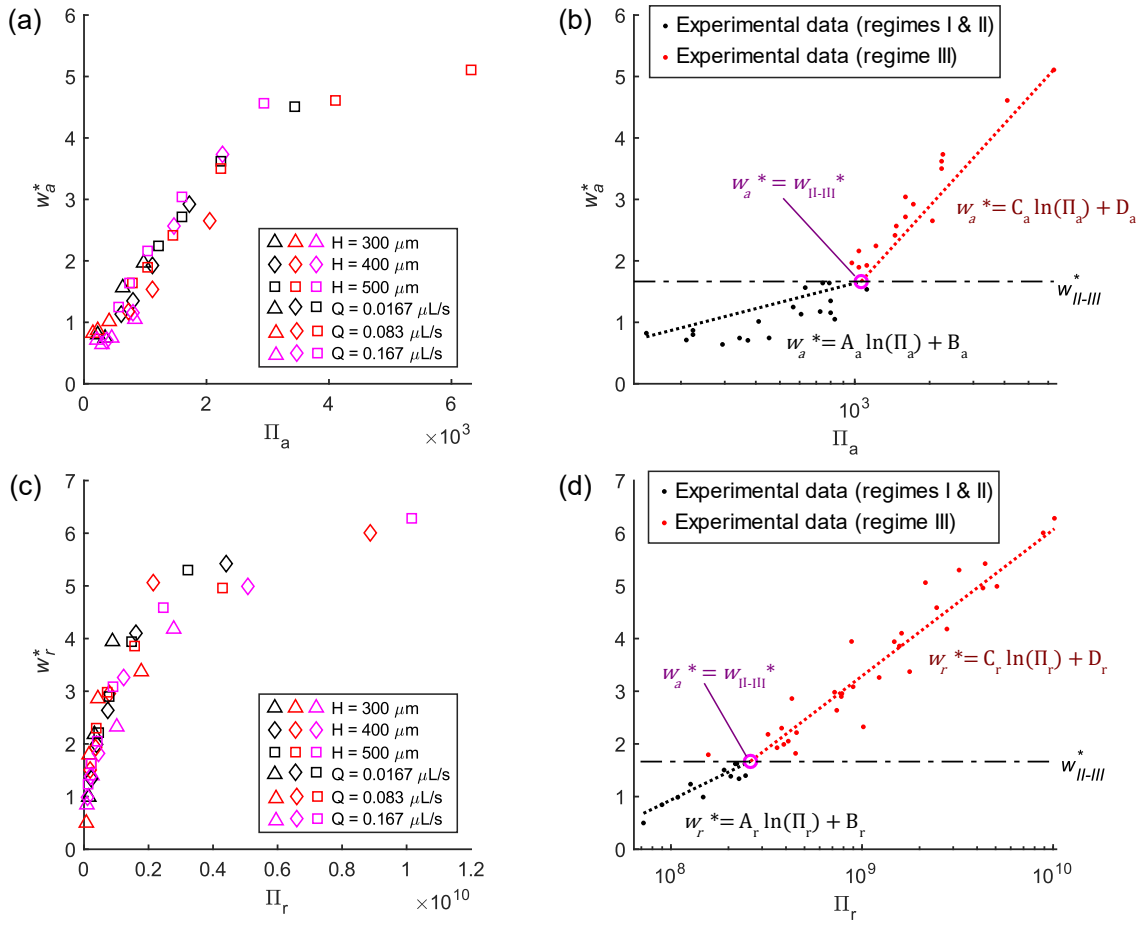 (a)
6
5
4
3
2
1
0
w*a
H = 300 μm
H = 400 μm
H = 500 μm
Q = 0.0167 μL/s
Q = 0.083 μL/s
Q = 0.167 μL/s
0 2 4 6
×10³
Πa
(b)
Experimental data (regimes I & II)
Experimental data (regime III)
6
5
4
3
2
1
0
w*a
wa* = wII-III*
wa*= Ca ln(Πa) + Da
w*II-III
wa*= Aa ln(Πa) + Ba
10³
Πa
(c)
7
6
5
4
3
2
1
0
w*r
H = 300 μm
H = 400 μm
H = 500 μm
Q = 0.0167 μL/s
Q = 0.083 μL/s
Q = 0.167 μL/s
0 0.2 0.4 0.6 0.8 1.0 1.2
×10¹⁰
Πr
(d)
Experimental data (regimes I & II)
Experimental data (regime III)
7
6
5
4
3
2
1
0
w*r
wr*= Cr ln(Πr) + Dr
wa* = wII-III*
w*II-III
wr*= Ar ln(Πr) + Br
10⁸ 10⁹ 10¹⁰
Πr